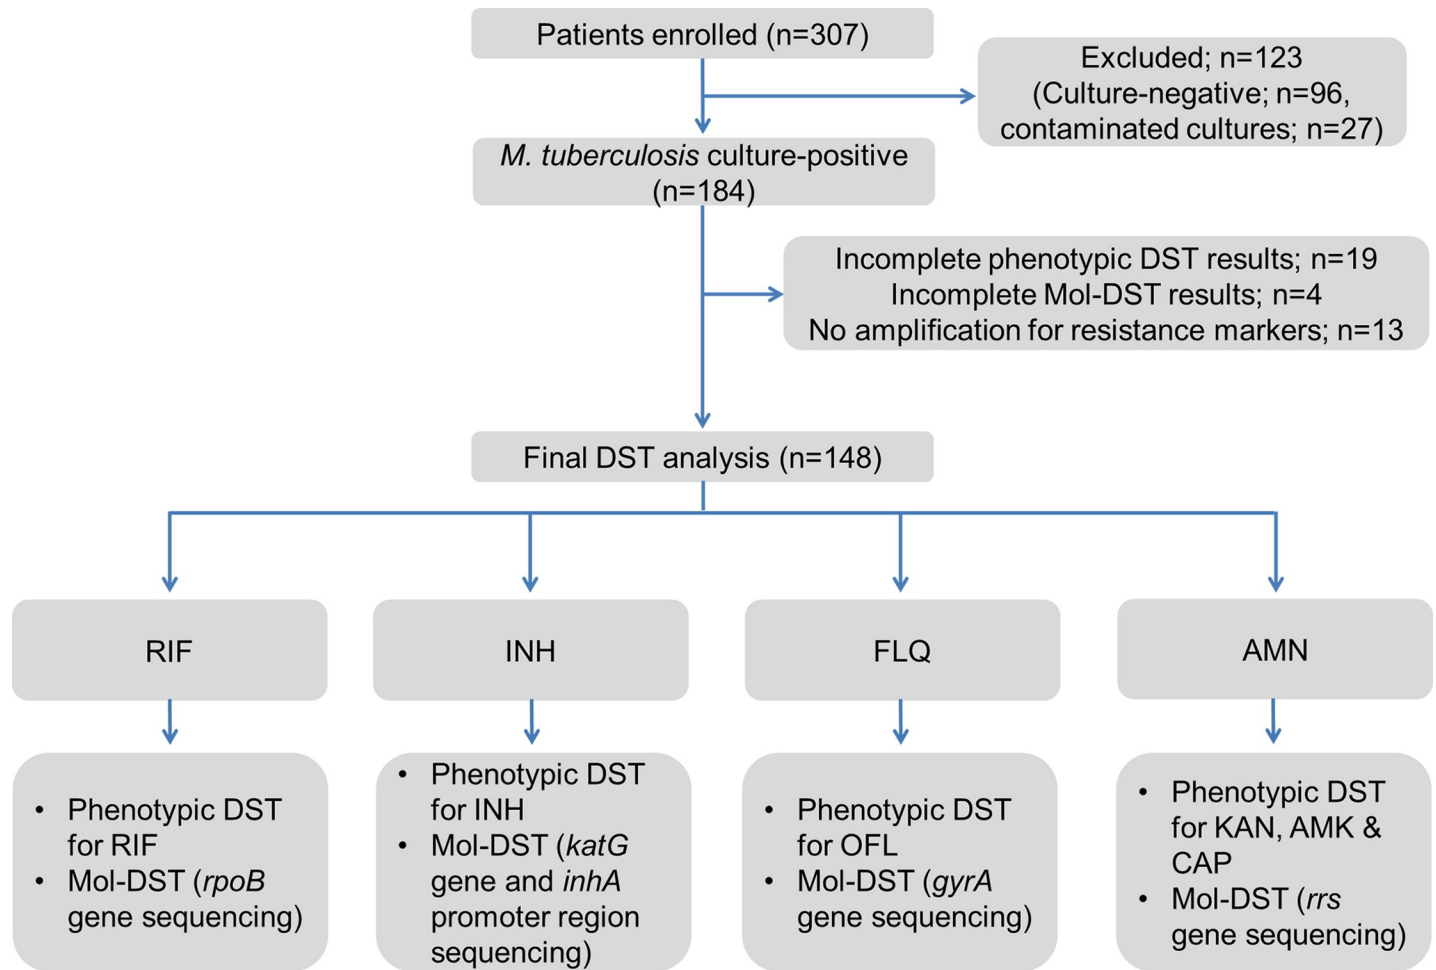 Patients enrolled (n=307)
Excluded; n=123
(Culture-negative; n=96,
contaminated cultures; n=27)
M. tuberculosis culture-positive
(n=184)
Incomplete phenotypic DST results; n=19
Incomplete Mol-DST results; n=4
No amplification for resistance markers; n=13
Final DST analysis (n=148)
RIF
INH
FLQ
AMN
• Phenotypic DST
for RIF
• Mol-DST (rpoB
gene sequencing)
• Phenotypic DST
for INH
• Mol-DST (katG
gene and inhA
promoter region
sequencing)
• Phenotypic DST
for OFL
• Mol-DST (gyrA
gene sequencing)
• Phenotypic DST
for KAN, AMK &
CAP
• Mol-DST (rrs
gene sequencing)